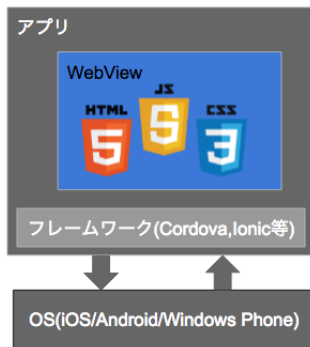 アプリ
WebView
JS
HTML
CSS
5
5
3
フレームワーク(Cordova,Ionic等)
OS(iOS/Android/Windows Phone)